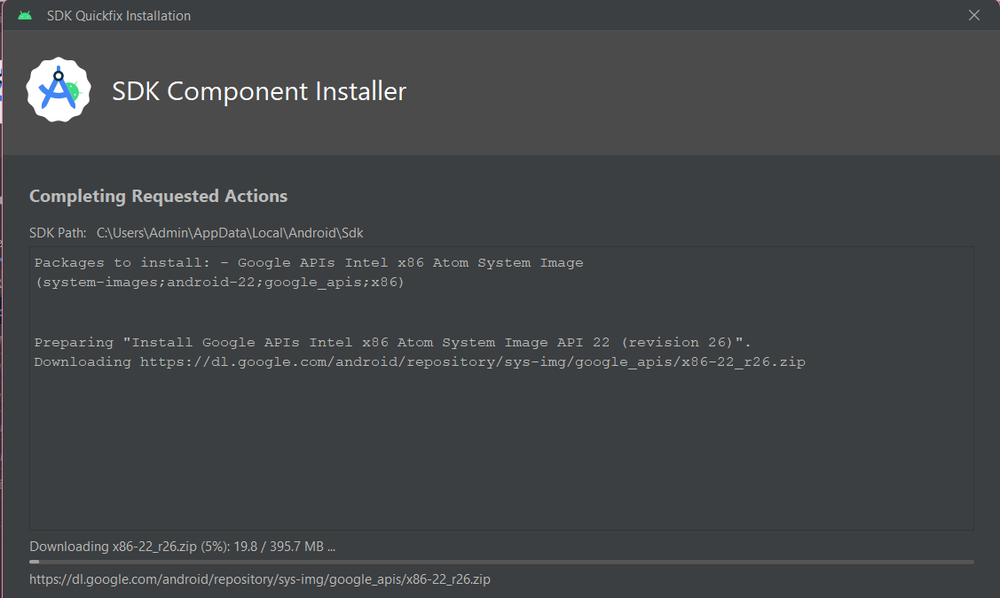 SDK Quickfix Installation
SDK Component Installer
Completing Requested Actions
SDK Path: C:\Users\Admin\AppData\Local\Android\Sdk
Packages to install: - Google APIs Intel x86 Atom System Image
(system-images;android-22;google_apis;x86)
Preparing "Install Google APIs Intel x86 Atom System Image API 22 (revision 26)".
Downloading https://dl.google.com/android/repository/sys-img/google_apis/x86-22_r26.zip
Downloading x86-22_r26.zip (5%): 19.8 / 395.7 MB ...
https://dl.google.com/android/repository/sys-img/google_apis/x86-22_r26.zip